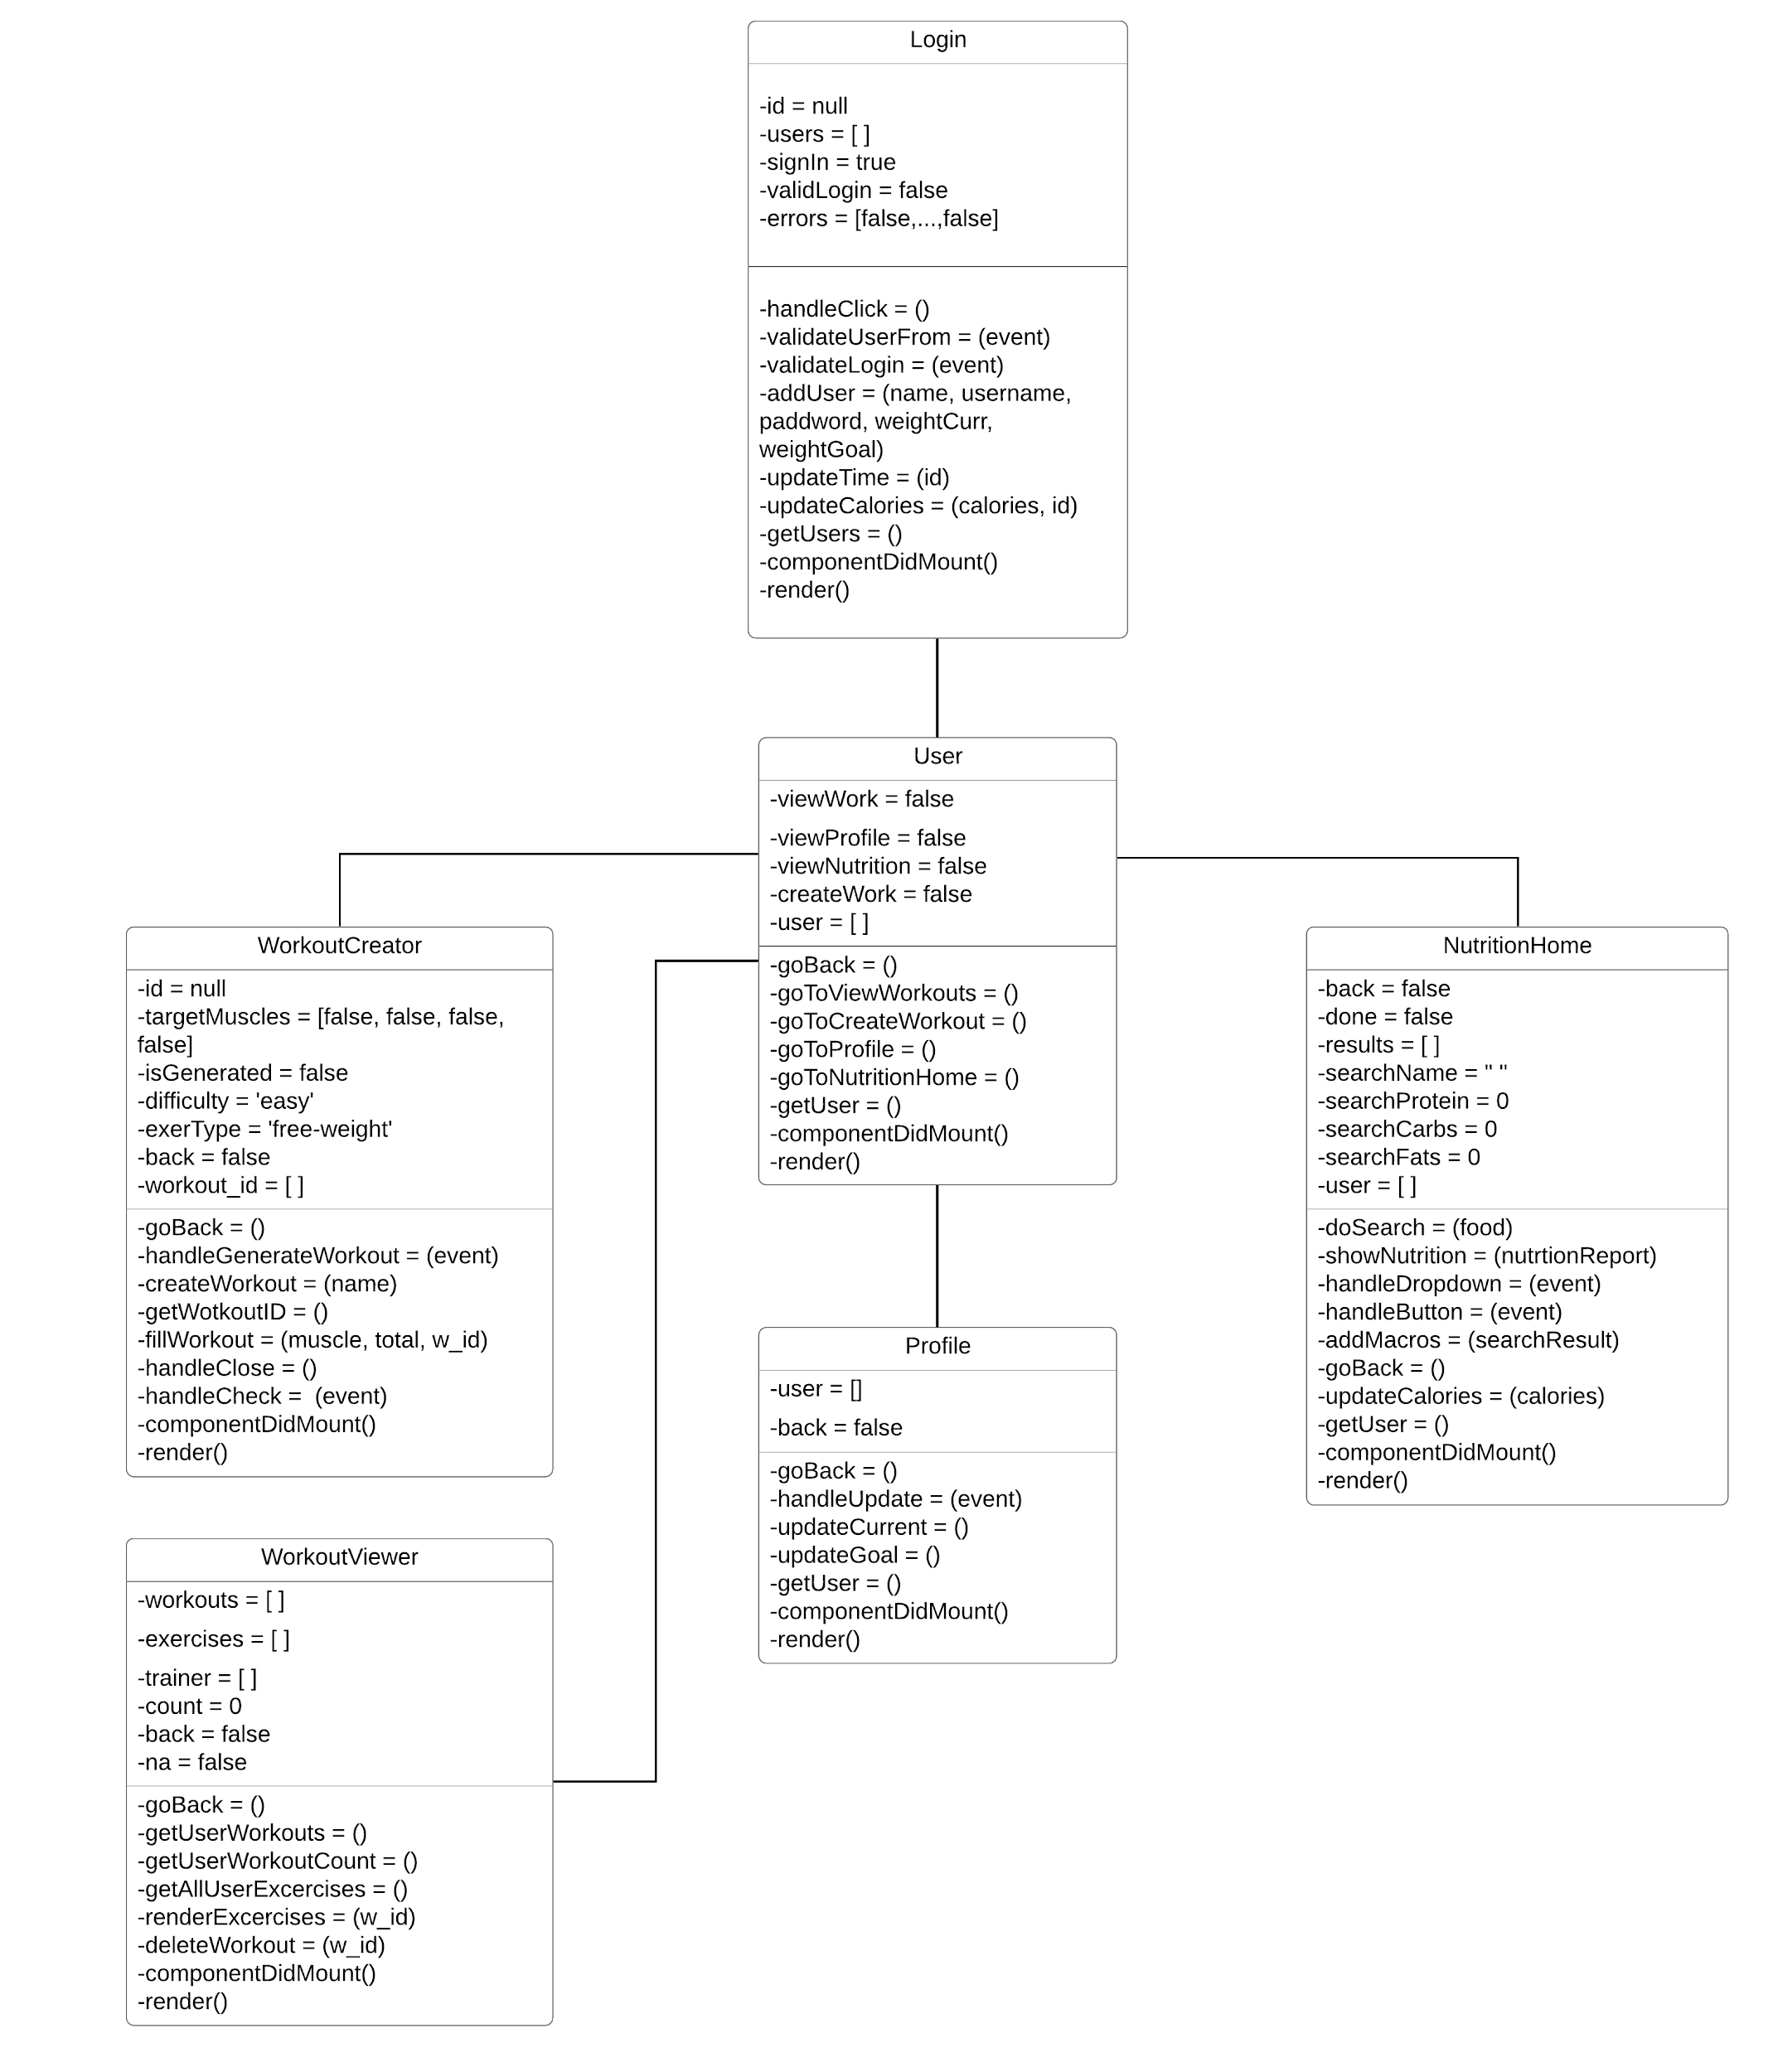 Login
-id = null
-users = [ ]
-signIn = true
-validLogin = false
-errors = [false,...,false]
-handleClick = ()
-validateUserFrom = (event)
-validateLogin = (event)
-addUser = (name, username,
paddword, weightCurr,
weightGoal)
-updateTime = (id)
-updateCalories = (calories, id)
-getUsers = ()
-componentDidMount()
-render()
User
-viewWork = false
-viewProfile = false
-viewNutrition = false
-createWork = false
-user = [ ]
-goBack = ()
-goToViewWorkouts = ()
-goToCreateWorkout = ()
-goToProfile = ()
-goToNutritionHome = ()
-getUser = ()
-componentDidMount()
-render()
WorkoutCreator
-id = null
-targetMuscles = [false, false, false,
false]
-isGenerated = false
-difficulty = 'easy'
-exerType = 'free-weight'
-back = false
-workout_id = [ ]
-goBack = ()
-handleGenerateWorkout = (event)
-createWorkout = (name)
-getWotkoutID = ()
-fillWorkout = (muscle, total, w_id)
-handleClose = ()
-handleCheck =  (event)
-componentDidMount()
-render()
NutritionHome
-back = false
-done = false
-results = [ ]
-searchName = " "
-searchProtein = 0
-searchCarbs = 0
-searchFats = 0
-user = [ ]
-doSearch = (food)
-showNutrition = (nutrtionReport)
-handleDropdown = (event)
-handleButton = (event)
-addMacros = (searchResult)
-goBack = ()
-updateCalories = (calories)
-getUser = ()
-componentDidMount()
-render()
Profile
-user = []
-back = false
-goBack = ()
-handleUpdate = (event)
-updateCurrent = ()
-updateGoal = ()
-getUser = ()
-componentDidMount()
-render()
WorkoutViewer
-workouts = [ ]
-exercises = [ ]
-trainer = [ ]
-count = 0
-back = false
-na = false
-goBack = ()
-getUserWorkouts = ()
-getUserWorkoutCount = ()
-getAllUserExcercises = ()
-renderExcercises = (w_id)
-deleteWorkout = (w_id)
-componentDidMount()
-render()